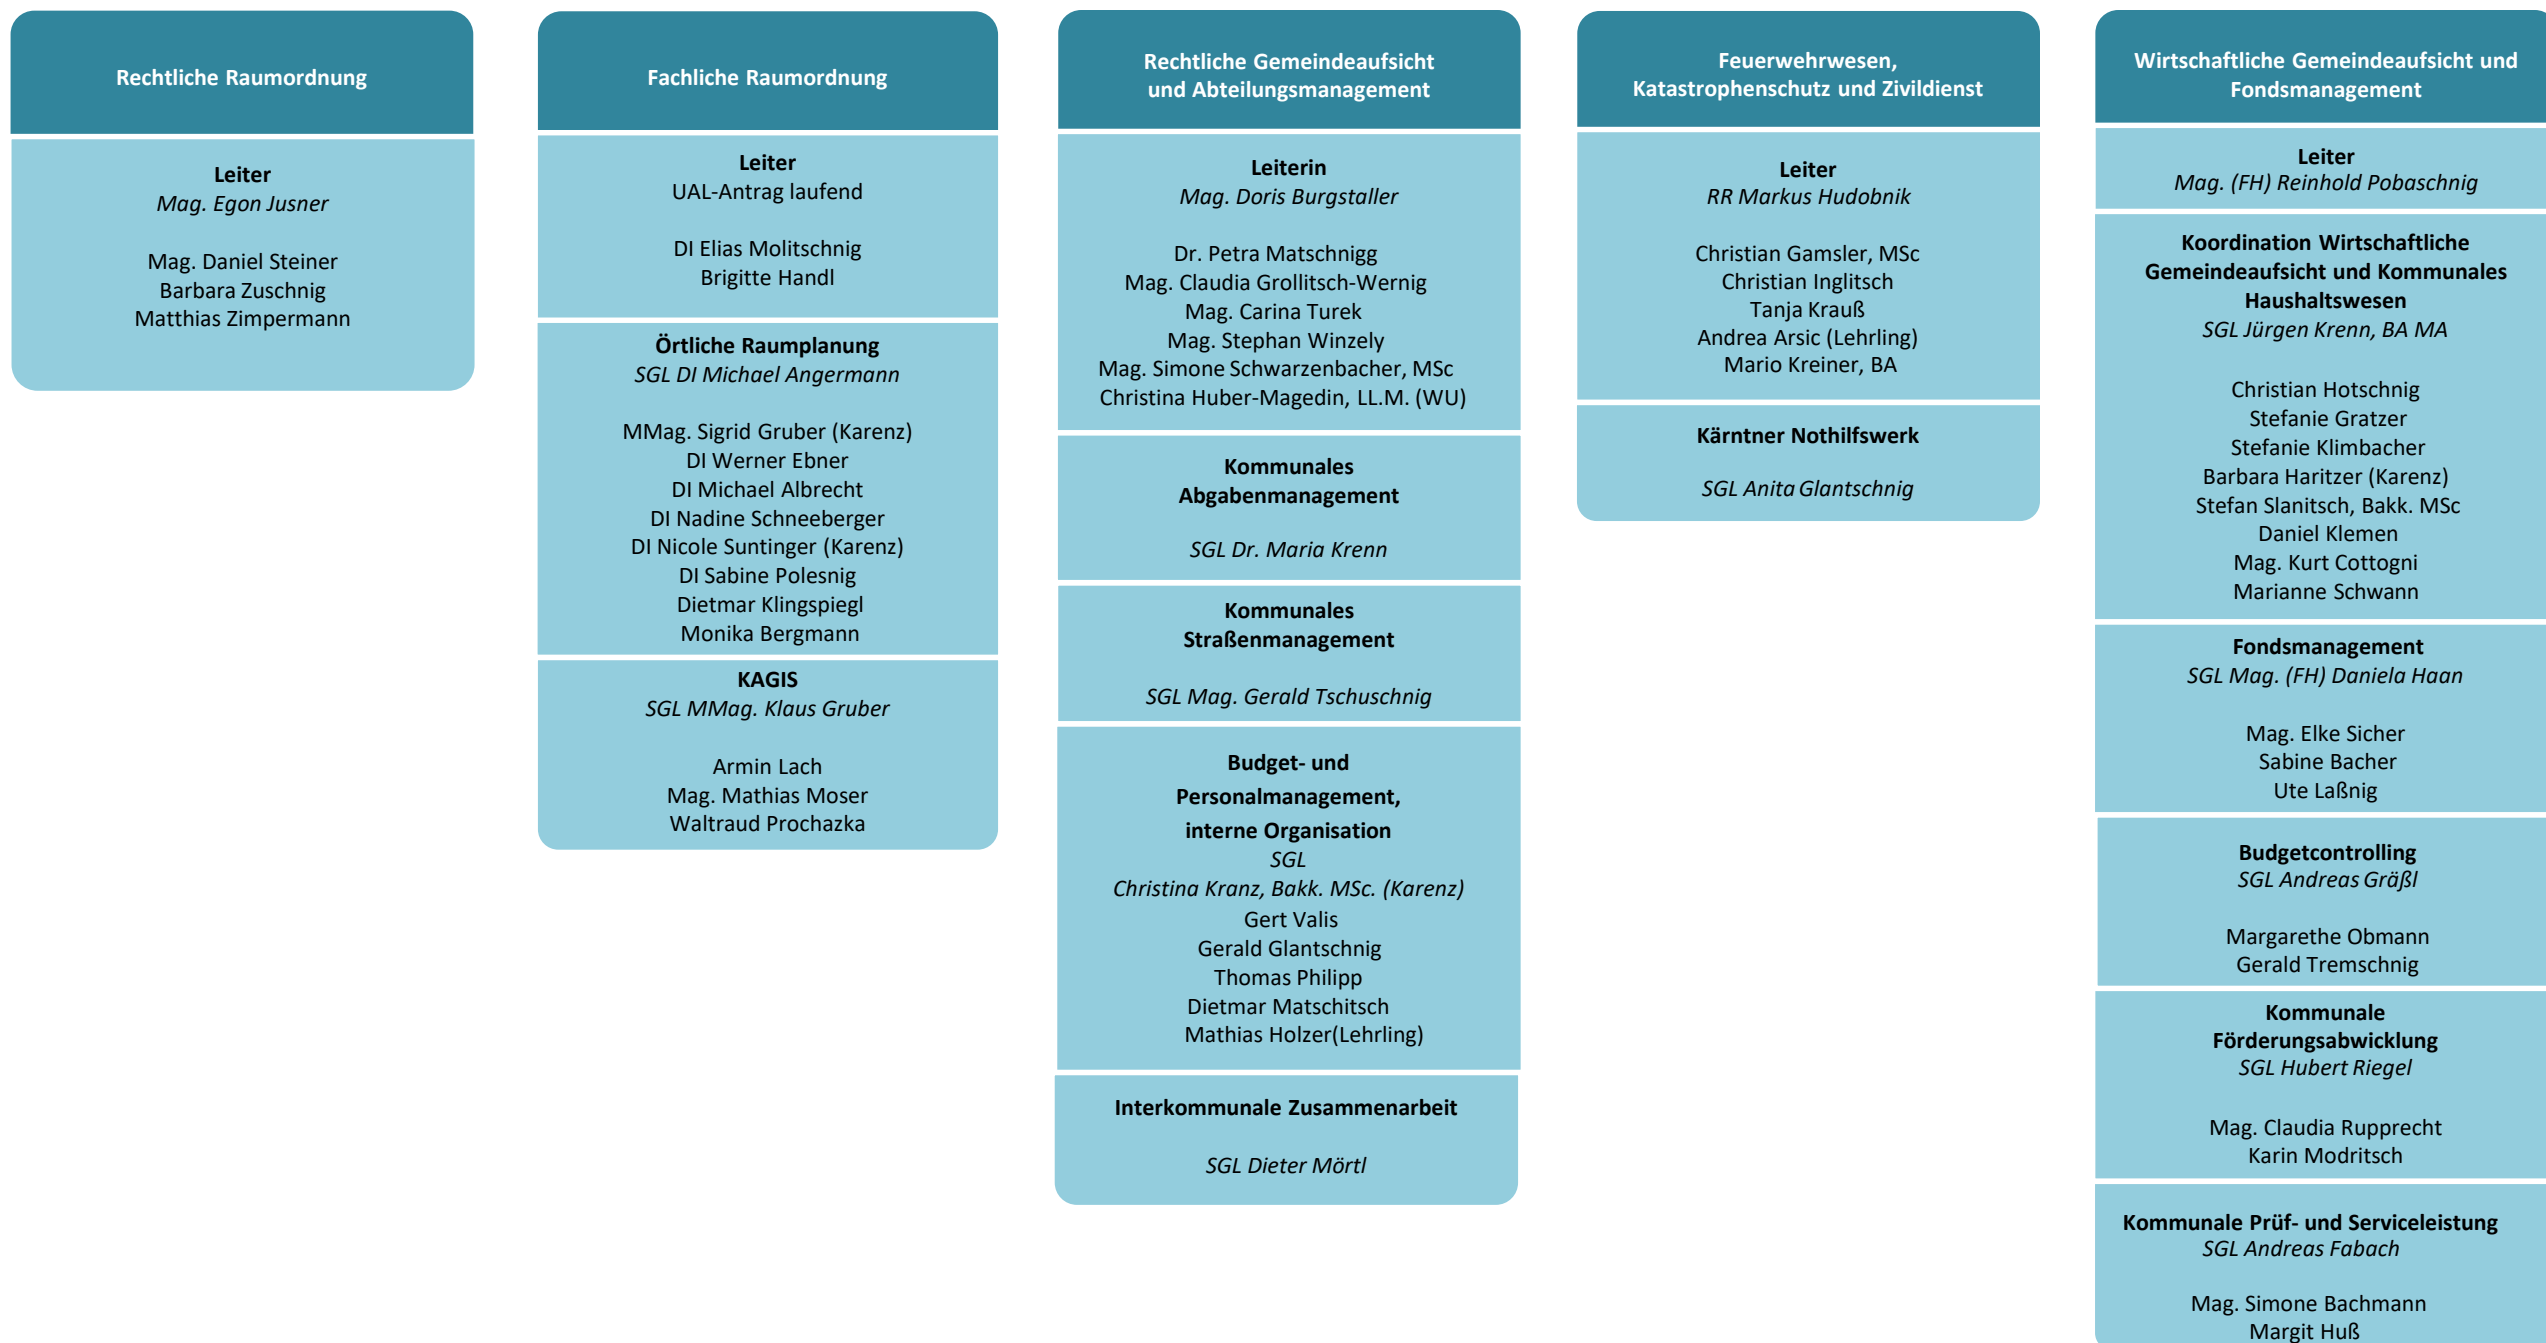 Rechtliche Raumordnung
Leiter
Mag. Egon Jusner
Mag. Daniel Steiner
Barbara Zuschnig
Matthias Zimpermann
Fachliche Raumordnung
Leiter
UAL-Antrag laufend
DI Elias Molitschnig
Brigitte Handl
Örtliche Raumplanung
SGL DI Michael Angermann
MMag. Sigrid Gruber (Karenz)
DI Werner Ebner
DI Michael Albrecht
DI Nadine Schneeberger
DI Nicole Suntinger (Karenz)
DI Sabine Polesnig
Dietmar Klingspiegl
Monika Bergmann
KAGIS
SGL MMag. Klaus Gruber
Armin Lach
Mag. Mathias Moser
Waltraud Prochazka
Rechtliche Gemeindeaufsicht
und Abteilungsmanagement
Leiterin
Mag. Doris Burgstaller
Dr. Petra Matschnigg
Mag. Claudia Grollitsch-Wernig
Mag. Carina Turek
Mag. Stephan Winzely
Mag. Simone Schwarzenbacher, MSc
Christina Huber-Magedin, LL.M. (WU)
Kommunales
Abgabenmanagement
SGL Dr. Maria Krenn
Kommunales
Straßenmanagement
SGL Mag. Gerald Tschuschnig
Budget- und
Personalmanagement,
interne Organisation
SGL
Christina Kranz, Bakk. MSc. (Karenz)
Gert Valis
Gerald Glantschnig
Thomas Philipp
Dietmar Matschitsch
Mathias Holzer(Lehrling)
Interkommunale Zusammenarbeit
SGL Dieter Mörtl
Feuerwehrwesen,
Katastrophenschutz und Zivildienst
Leiter
RR Markus Hudobnik
Christian Gamsler, MSc
Christian Inglitsch
Tanja Krauß
Andrea Arsic (Lehrling)
Mario Kreiner, BA
Kärntner Nothilfswerk
SGL Anita Glantschnig
Wirtschaftliche Gemeindeaufsicht und
Fondsmanagement
Leiter
Mag. (FH) Reinhold Pobaschnig
Koordination Wirtschaftliche
Gemeindeaufsicht und Kommunales
Haushaltswesen
SGL Jürgen Krenn, BA MA
Christian Hotschnig
Stefanie Gratzer
Stefanie Klimbacher
Barbara Haritzer (Karenz)
Stefan Slanitsch, Bakk. MSc
Daniel Klemen
Mag. Kurt Cottogni
Marianne Schwann
Fondsmanagement
SGL Mag. (FH) Daniela Haan
Mag. Elke Sicher
Sabine Bacher
Ute Laßnig
Budgetcontrolling
SGL Andreas Gräßl
Margarethe Obmann
Gerald Tremschnig
Kommunale
Förderungsabwicklung
SGL Hubert Riegel
Mag. Claudia Rupprecht
Karin Modritsch
Kommunale Prüf- und Serviceleistung
SGL Andreas Fabach
Mag. Simone Bachmann
Margit Huß